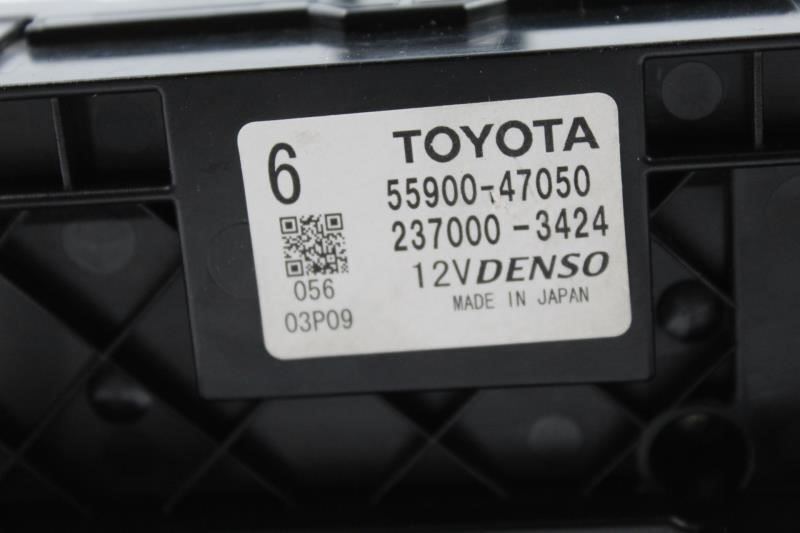 6 TOYOTA
55900-47050
237000-3424
12V DENSO
056
MADE IN JAPAN
03P09